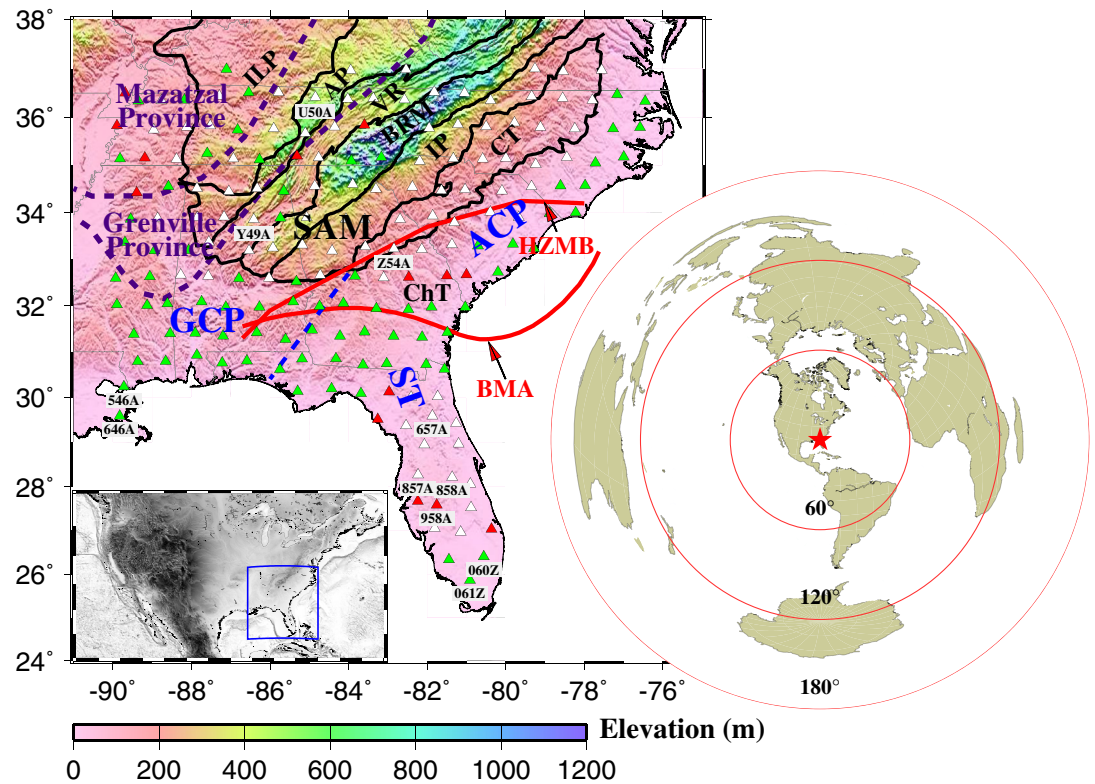 38°
36°
34°
32°
30°
28°
26°
24°
-90°
-88°
-86°
-84°
-82°
-80°
-78°
-76°
ILP
AP
VR
BRM
IP
CT
Mazatzal
Province
U50A
Grenville
Province
Y49A
SAM
ACP
HZMB
Z54A
ChT
GCP
BMA
ST
546A
646A
657A
857A
858A
958A
060Z
061Z
60°
120°
180°
Elevation (m)
0
200
400
600
800
1000
1200